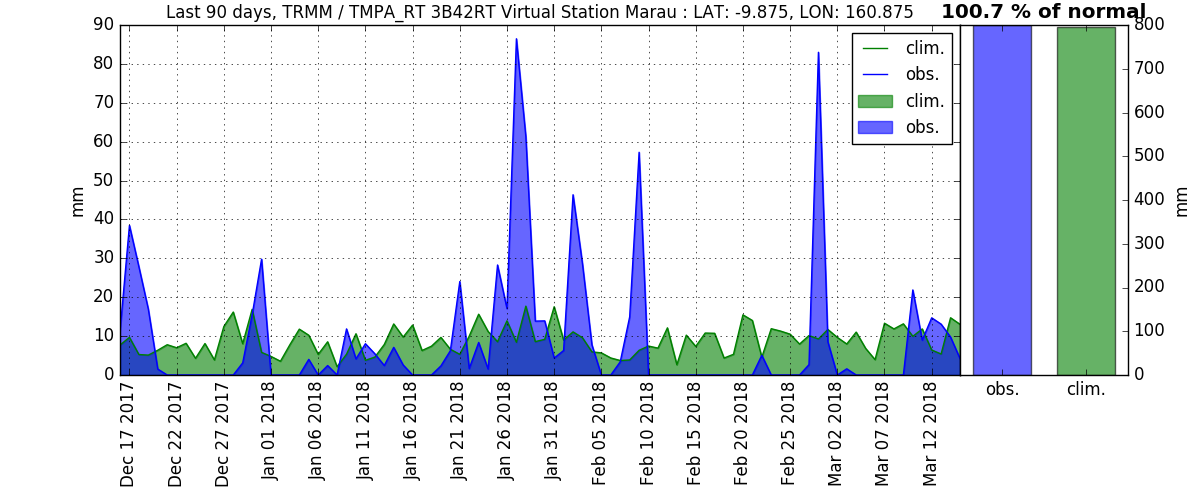 Last 90 days, TRMM / TMPA_RT 3B42RT Virtual Station Marau : LAT: -9.875, LON: 160.875
100.7 % of normal
90
80
70
60
50
40
30
20
10
0
mm
clim.
obs.
clim.
obs.
Dec 17 2017
Dec 22 2017
Dec 27 2017
Jan 01 2018
Jan 06 2018
Jan 11 2018
Jan 16 2018
Jan 21 2018
Jan 26 2018
Jan 31 2018
Feb 05 2018
Feb 10 2018
Feb 15 2018
Feb 20 2018
Feb 25 2018
Mar 02 2018
Mar 07 2018
Mar 12 2018
800
700
600
500
400
300
200
100
0
mm
obs.
clim.